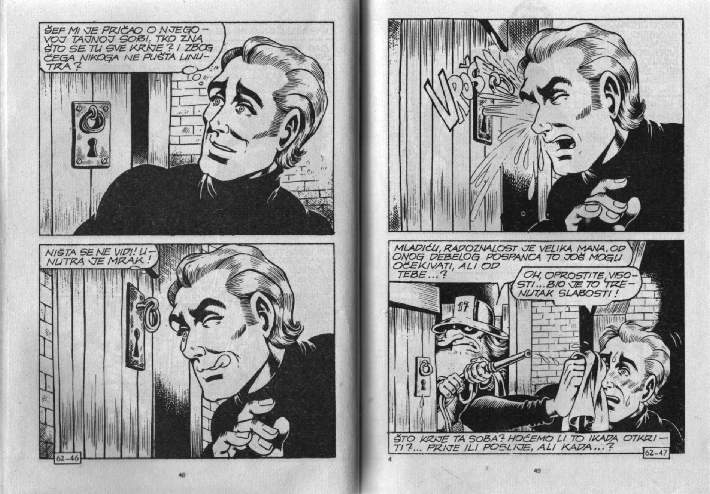 ŠEF MI JE PRIČAO O NJEGO-
VOJ TAJNOJ SOBI. TKO ZNA
ŠTO SE TU SVE KRIJE? I ZBOG
ČEGA NIKOGA NE PUŠTA UNU-
TRA?
NIŠTA SE NE VIDI! U-
NUTRA JE MRAK!
62-46
48
MLADIĆU, RADOZNALOST JE VELIKA MANA. OD
ONOG DEBELOG POSPANCA TO JOŠ MOGU
OČEKIVATI, ALI OD
TEBE...?
OH, OPROSTITE, VISO-
STI... BIO JE TO TRE-
NUTAK SLABOSTI!
17
ŠTO KRIJE TA SOBA? HOĆEMO LI TO IKADA OTKRI-
TI?... PRIJE ILI POSLIJE, ALI KADA...?
62-47
4
49